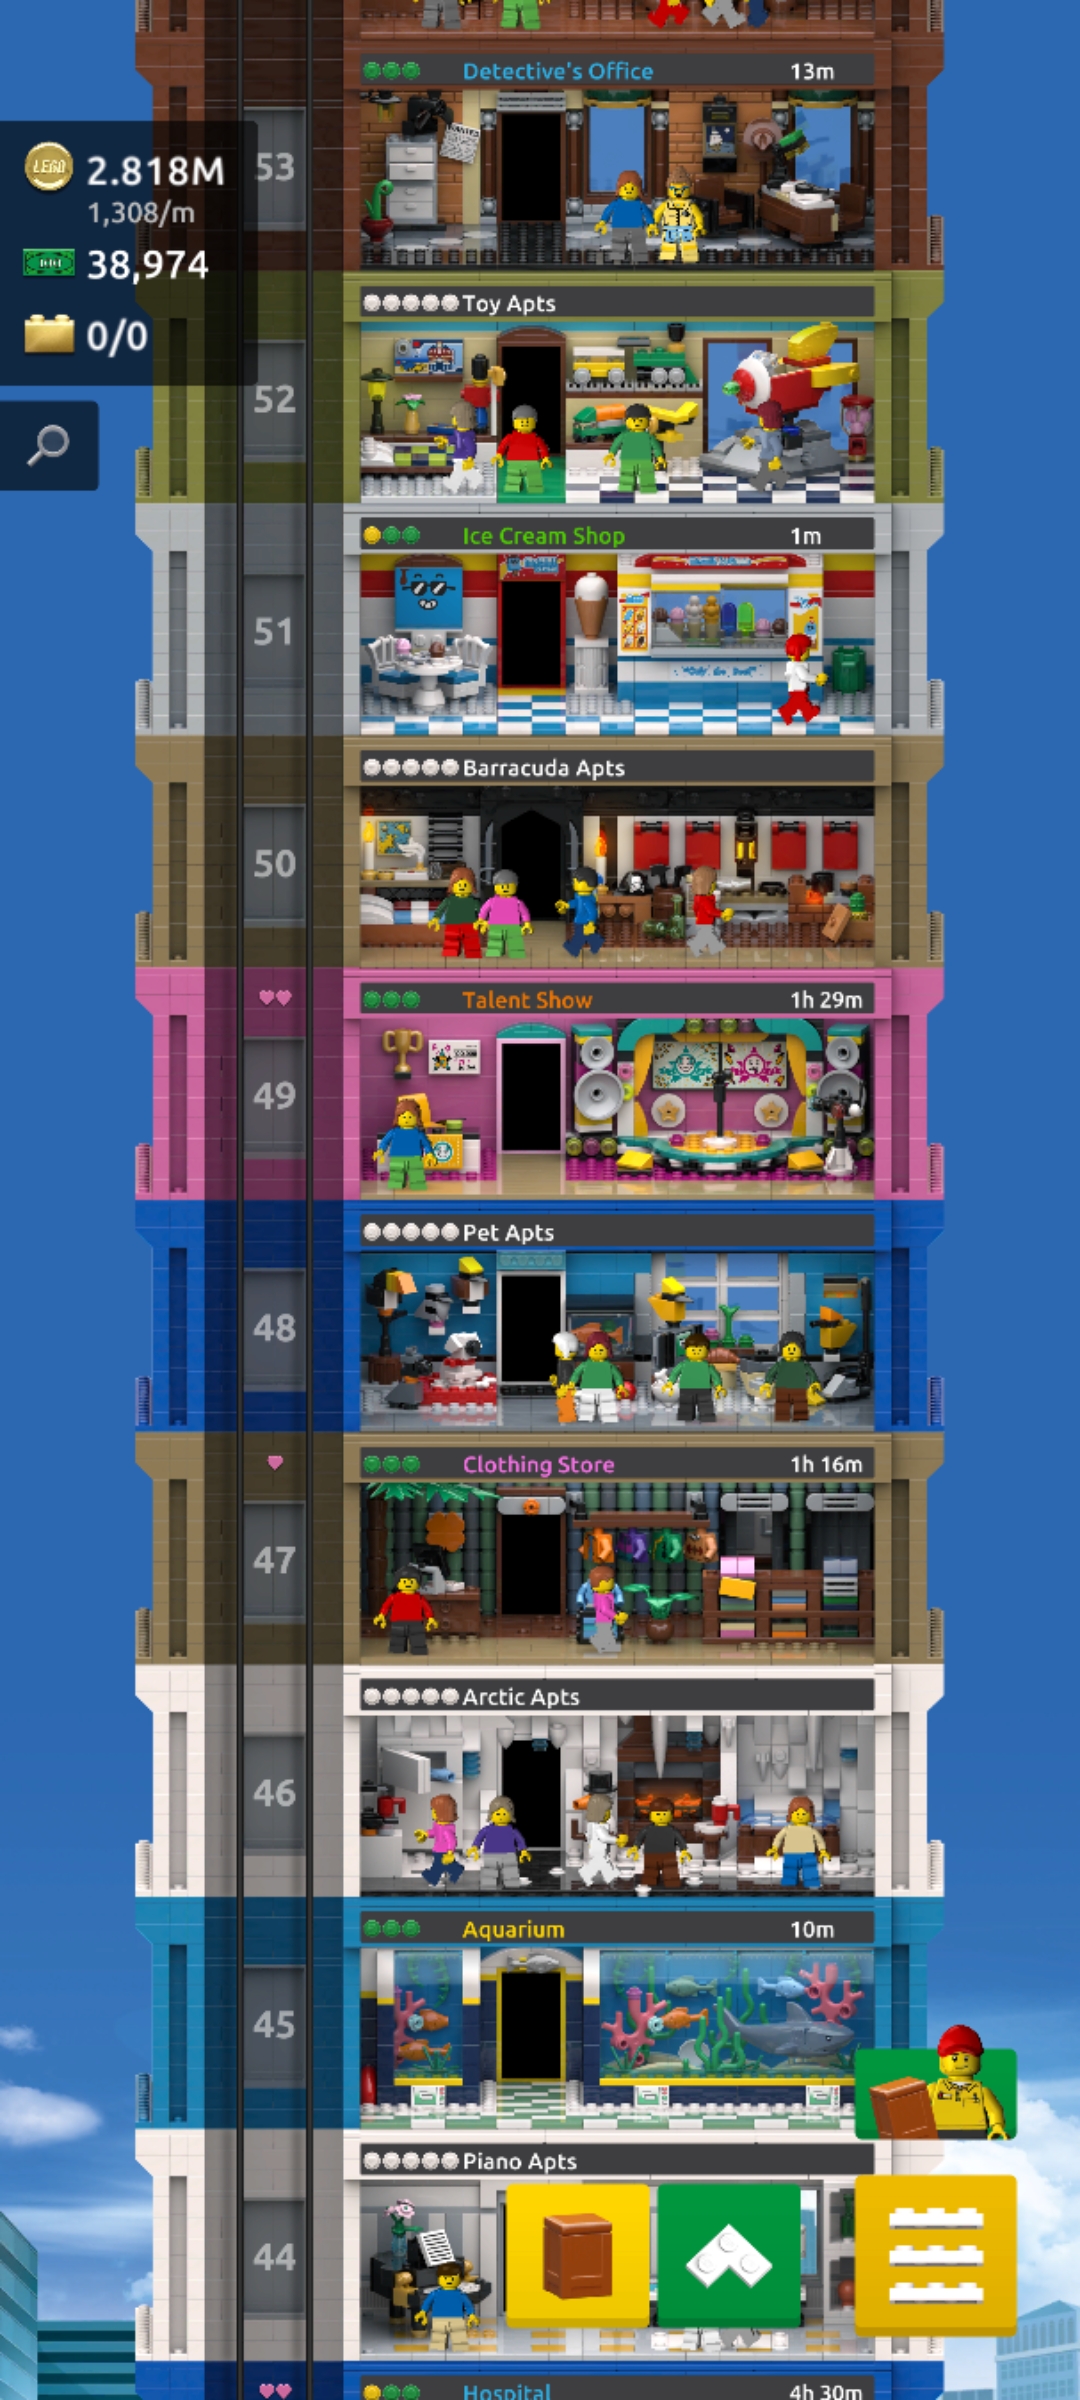 Detective's Office 13m
53
LEGO 2.818M
1,308/m
38,974
0/0
Toy Apts
52
Ice Cream Shop 1m
51
Barracuda Apts
50
Talent Show 1h 29m
49
Pet Apts
48
Clothing Store 1h 16m
47
Arctic Apts
46
Aquarium 10m
45
Piano Apts
44
Hospital 4h 30m